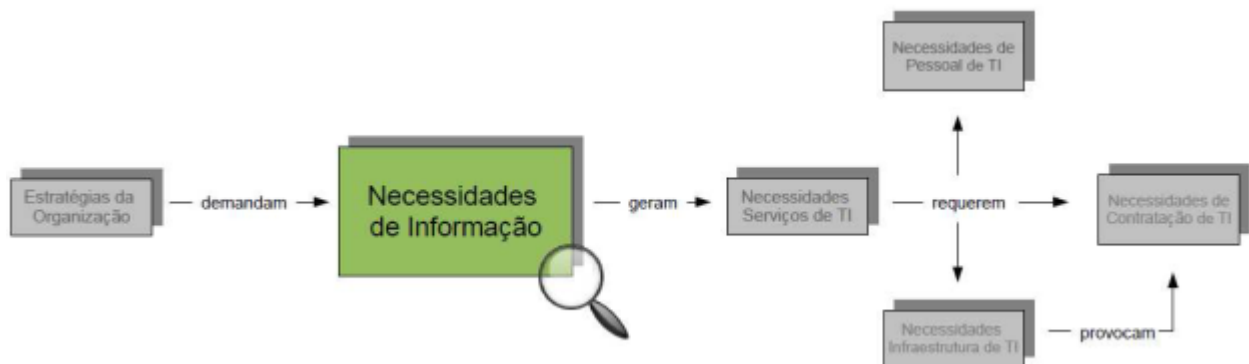 Necessidades de
Pessoal de TI
Estratégias da
Organização
demandam
Necessidades
de Informação
geram
Necessidades
Serviços de TI
requerem
Necessidades de
Contratação de TI
Necessidades
Infraestrutura de TI
provocam